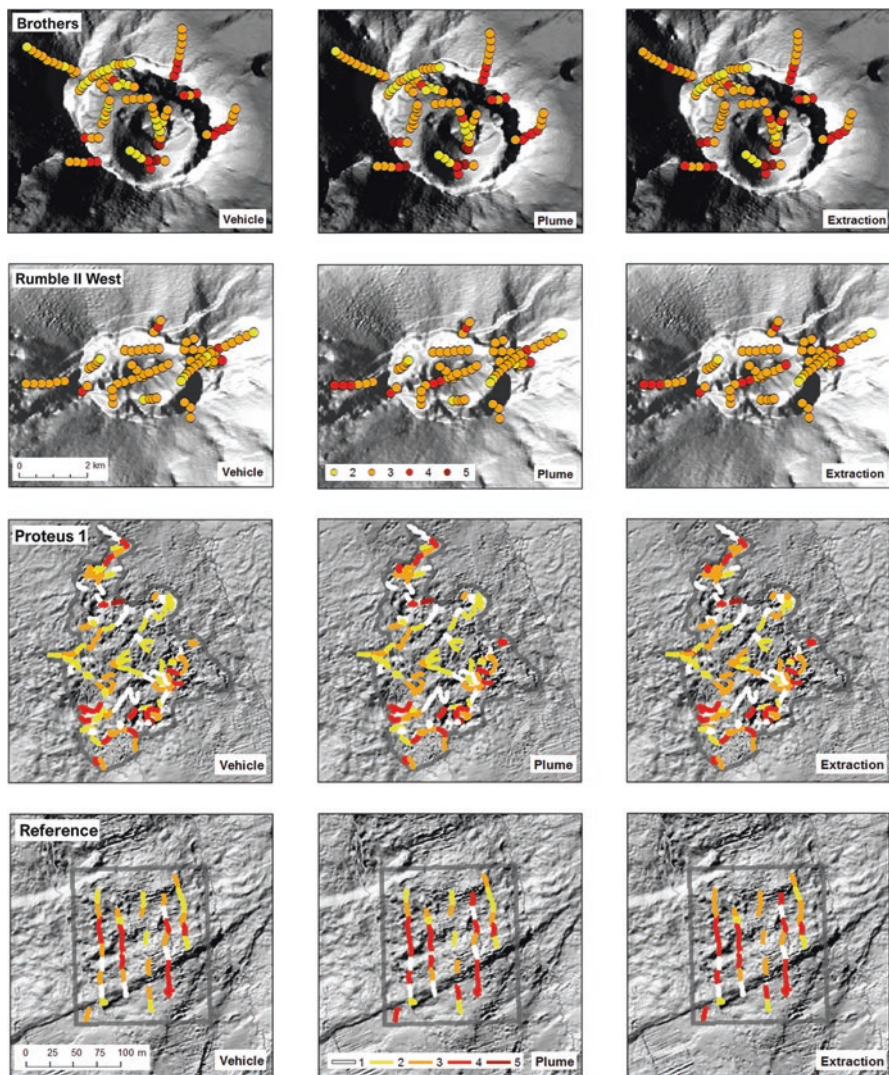 Brothers
Vehicle
Plume
Extraction
Rumble II West
0 2 km
Vehicle
2 3 4 5
Plume
Extraction
Proteus 1
Vehicle
Plume
Extraction
Reference
0 25 50 100 m
Vehicle
1 2 3 4 5
Plume
Extraction